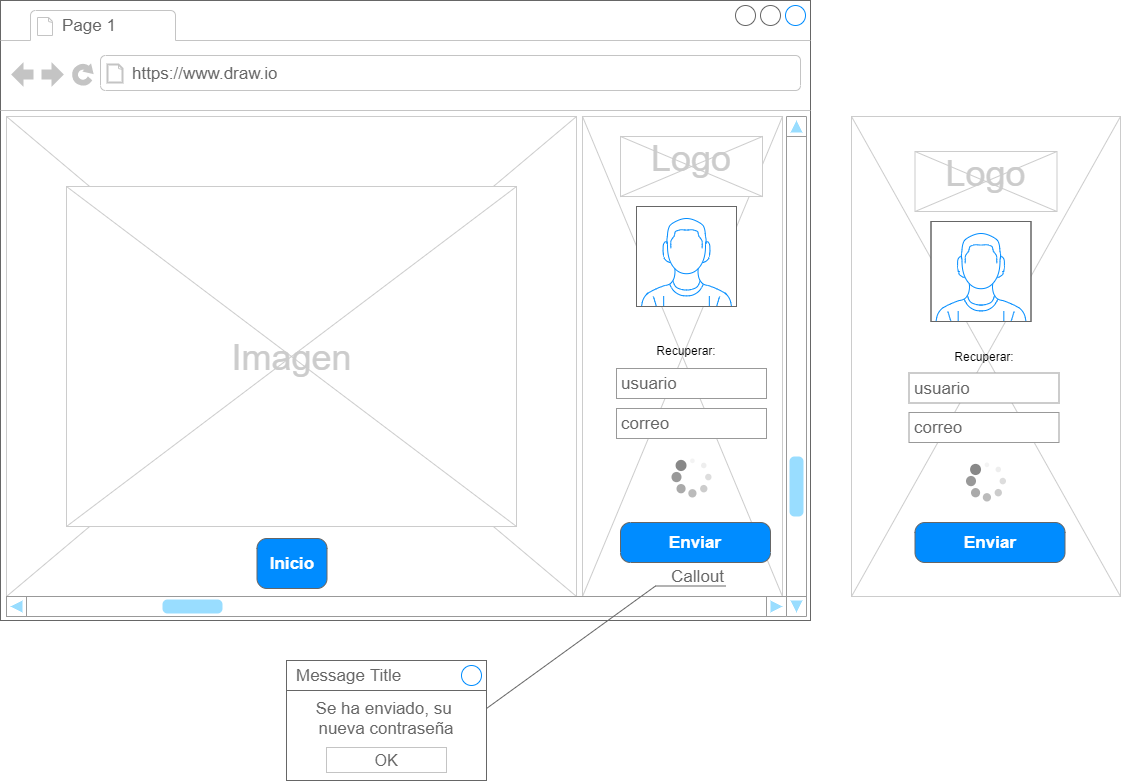 Page 1
https://www.draw.io
Imagen
Inicio
Logo
Recuperar:
usuario
correo
Enviar
Callout
Logo
Recuperar:
usuario
correo
Enviar
Message Title
Se ha enviado, su
nueva contraseña
OK